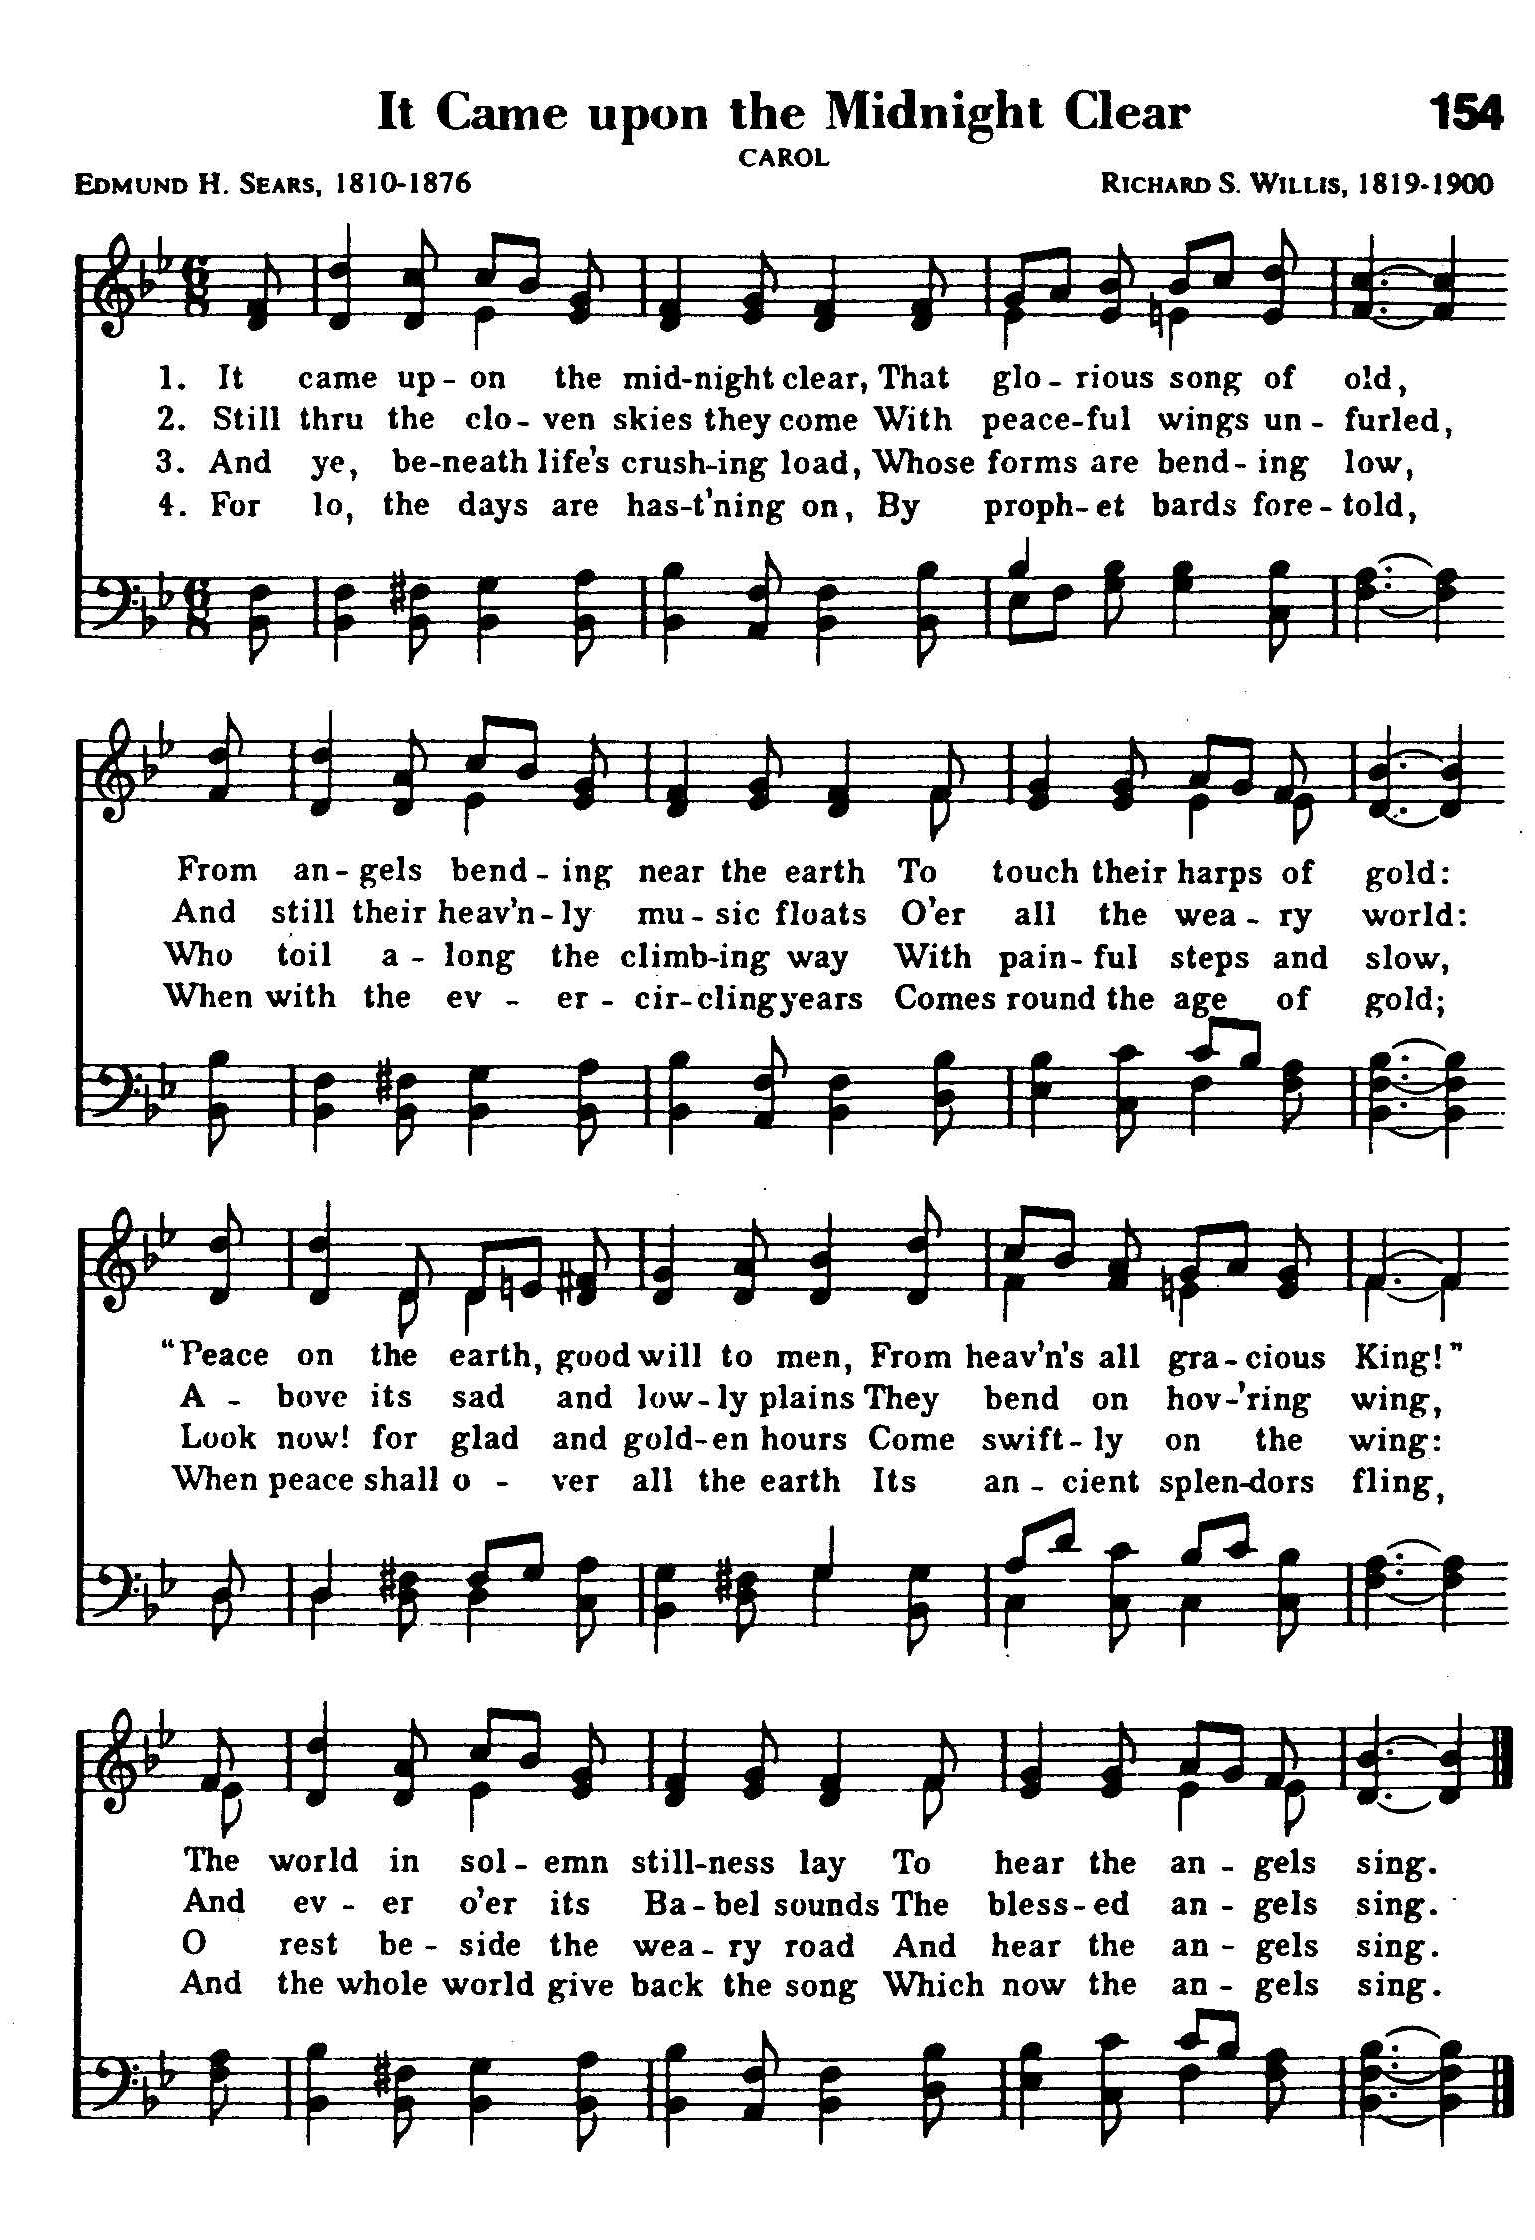 It Came upon the Midnight Clear 154
CAROL
EDMUND H. SEARS, 1810-1876 RICHARD S. WILLIS, 1819-1900
1. It came up-on the mid-night clear, That glo-rious song of old,
2. Still thru the clo-ven skies they come With peace-ful wings un-furled,
3. And ye, be-neath life's crush-ing load, Whose forms are bend-ing low,
4. For lo, the days are has-t'ning on, By proph-et bards fore-told,
From an-gels bend-ing near the earth To touch their harps of gold:
And still their heav'n-ly mu-sic floats O'er all the wea-ry world:
Who toil a-long the climb-ing way With pain-ful steps and slow,
When with the ev-er-cir-cling years Comes round the age of gold;
"Peace on the earth, good will to men, From heav'n's all gra-cious King!"
A-bove its sad and low-ly plains They bend on hov-'ring wing,
Look now! for glad and gold-en hours Come swift-ly on the wing:
When peace shall o-ver all the earth Its an-cient splen-dors fling,
The world in sol-emn still-ness lay To hear the an-gels sing.
And ev-er o'er its Ba-bel sounds The bless-ed an-gels sing.
O rest be-side the wea-ry road And hear the an-gels sing.
And the whole world give back the song Which now the an-gels sing.